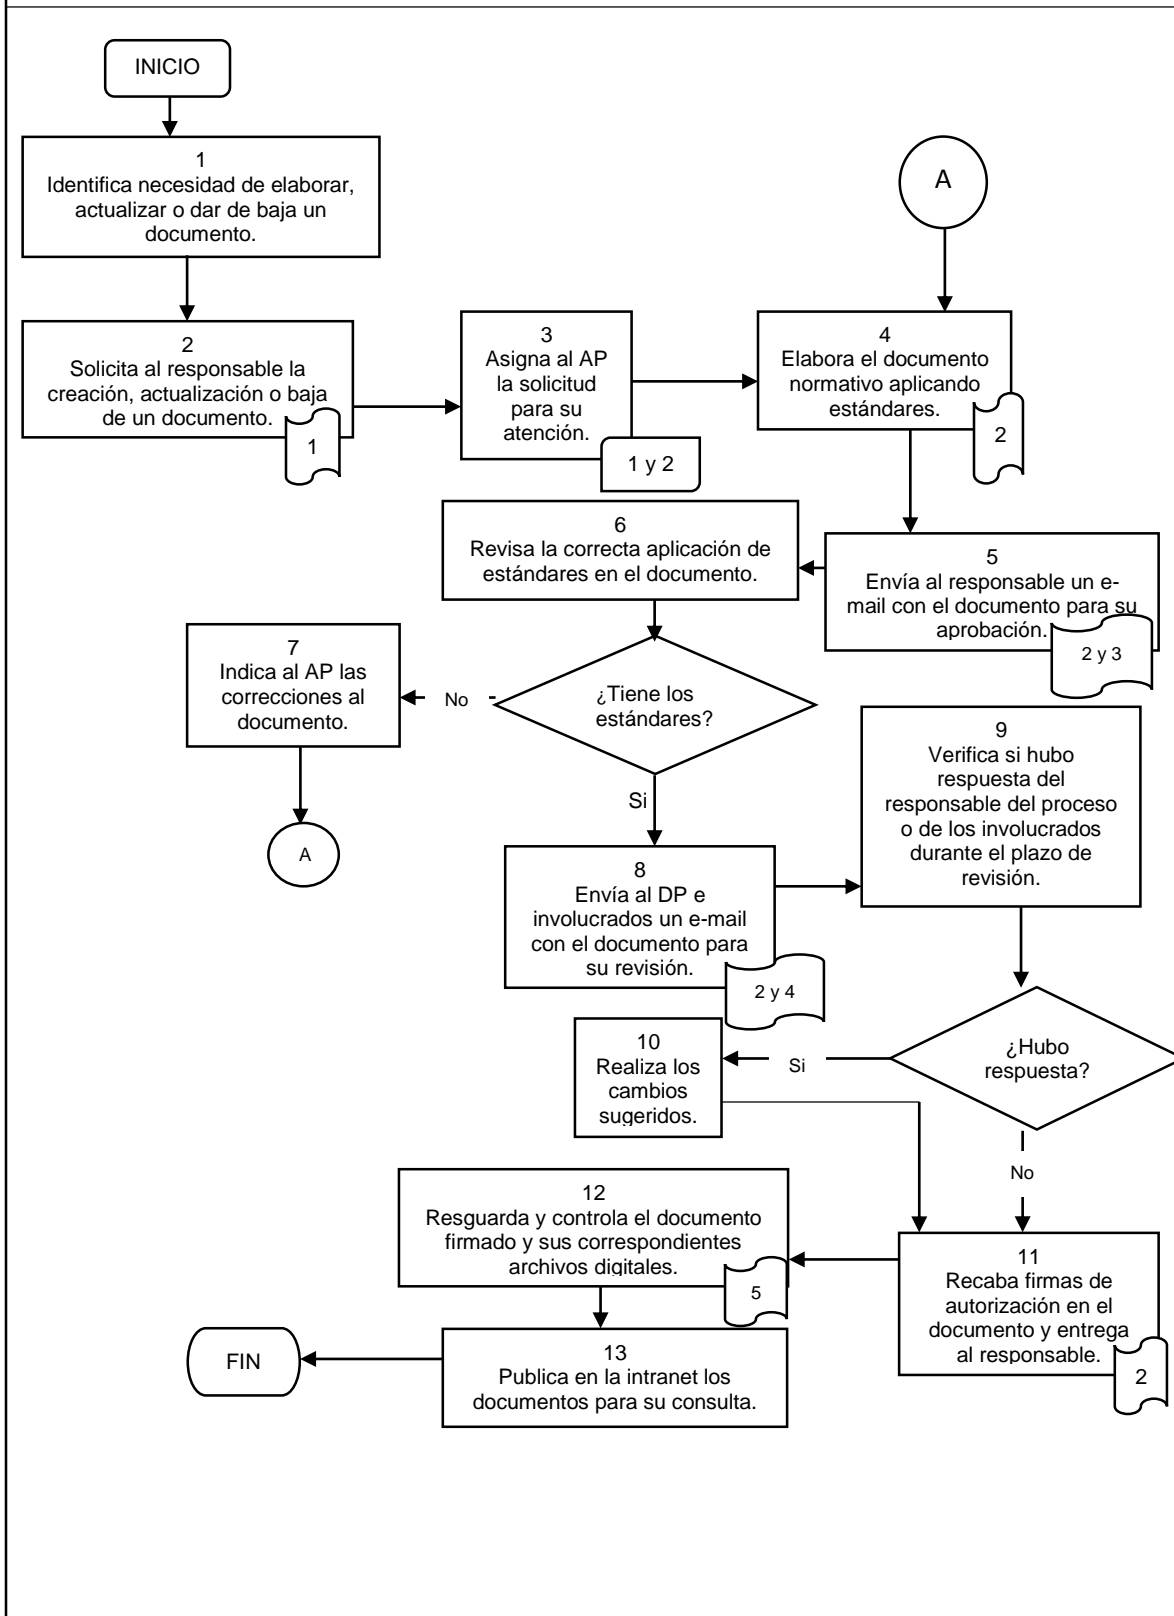 INICIO
1
Identifica necesidad de elaborar,
actualizar o dar de baja un
documento.
A
2
Solicita al responsable la
creación, actualización o baja
de un documento.
1
3
Asigna al AP
la solicitud
para su
atención.
1 y 2
4
Elabora el documento
normativo aplicando
estándares.
2
5
Envía al responsable un e-
mail con el documento para su
aprobación.
2 y 3
6
Revisa la correcta aplicación de
estándares en el documento.
¿Tiene los
estándares?
No
7
Indica al AP las
correcciones al
documento.
A
Si
8
Envía al DP e
involucrados un e-mail
con el documento para
su revisión.
2 y 4
9
Verifica si hubo
respuesta del
responsable del proceso
o de los involucrados
durante el plazo de
revisión.
¿Hubo
respuesta?
Si
10
Realiza los
cambios
sugeridos.
No
11
Recaba firmas de
autorización en el
documento y entrega
al responsable.
2
12
Resguarda y controla el documento
firmado y sus correspondientes
archivos digitales.
5
13
Publica en la intranet los
documentos para su consulta.
FIN